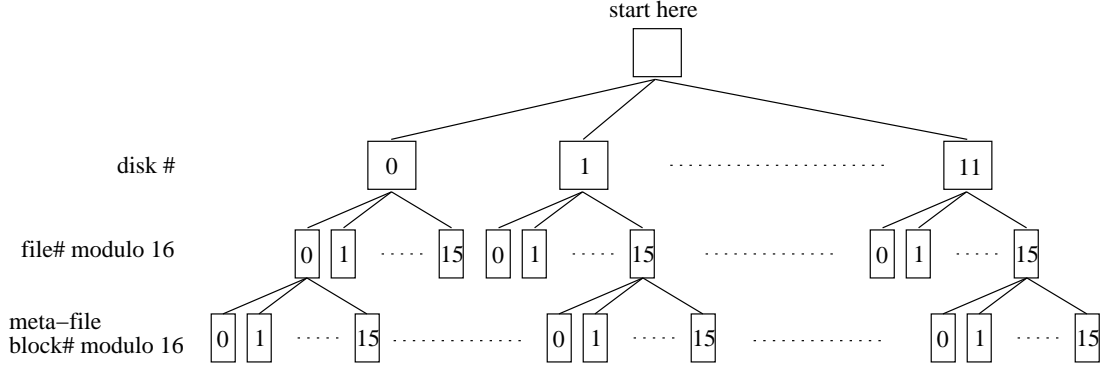 start here
disk # 0 1 11
file# modulo 16 0 1 15 0 1 15 0 1 15
meta−file
block# modulo 16 0 1 15 0 1 15 0 1 15